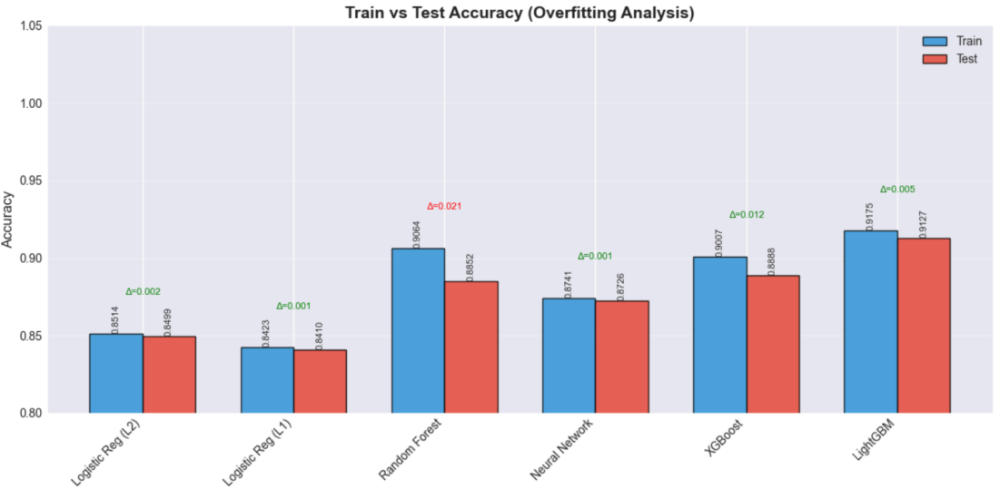 Train vs Test Accuracy (Overfitting Analysis)
Train
Test
Accuracy
1.05
1.00
0.95
0.90
0.85
0.80
Δ=0.002
0.8514
0.8499
Δ=0.001
0.8423
0.8410
Δ=0.021
0.9064
0.8852
Δ=0.001
0.8741
0.8726
Δ=0.012
0.9007
0.8888
Δ=0.005
0.9175
0.9127
Logistic Reg (L2)
Logistic Reg (L1)
Random Forest
Neural Network
XGBoost
LightGBM